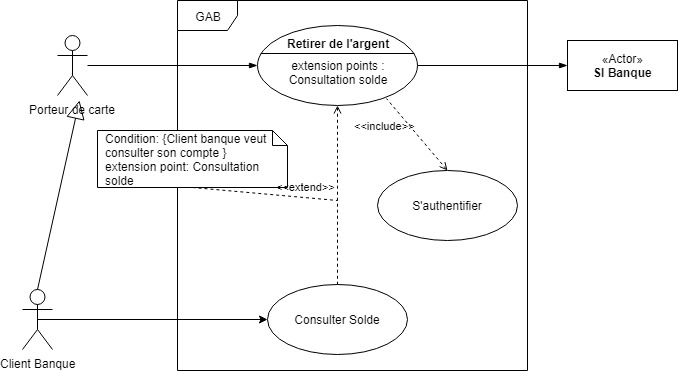 GAB
Retirer de l'argent
extension points :
Consultation solde
«Actor»
SI Banque
Porteur de carte
<<include>>
Condition: {Client banque veut
consulter son compte }
extension point: Consultation
solde
<<extend>>
S'authentifier
Consulter Solde
Client Banque